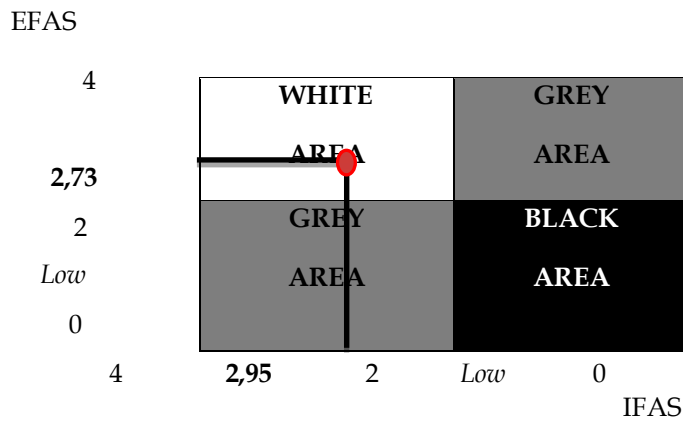 EFAS
4
WHITE GREY
AREA AREA
2,73
2
GREY BLACK
Low
AREA AREA
0
4 2,95 2 Low 0
IFAS